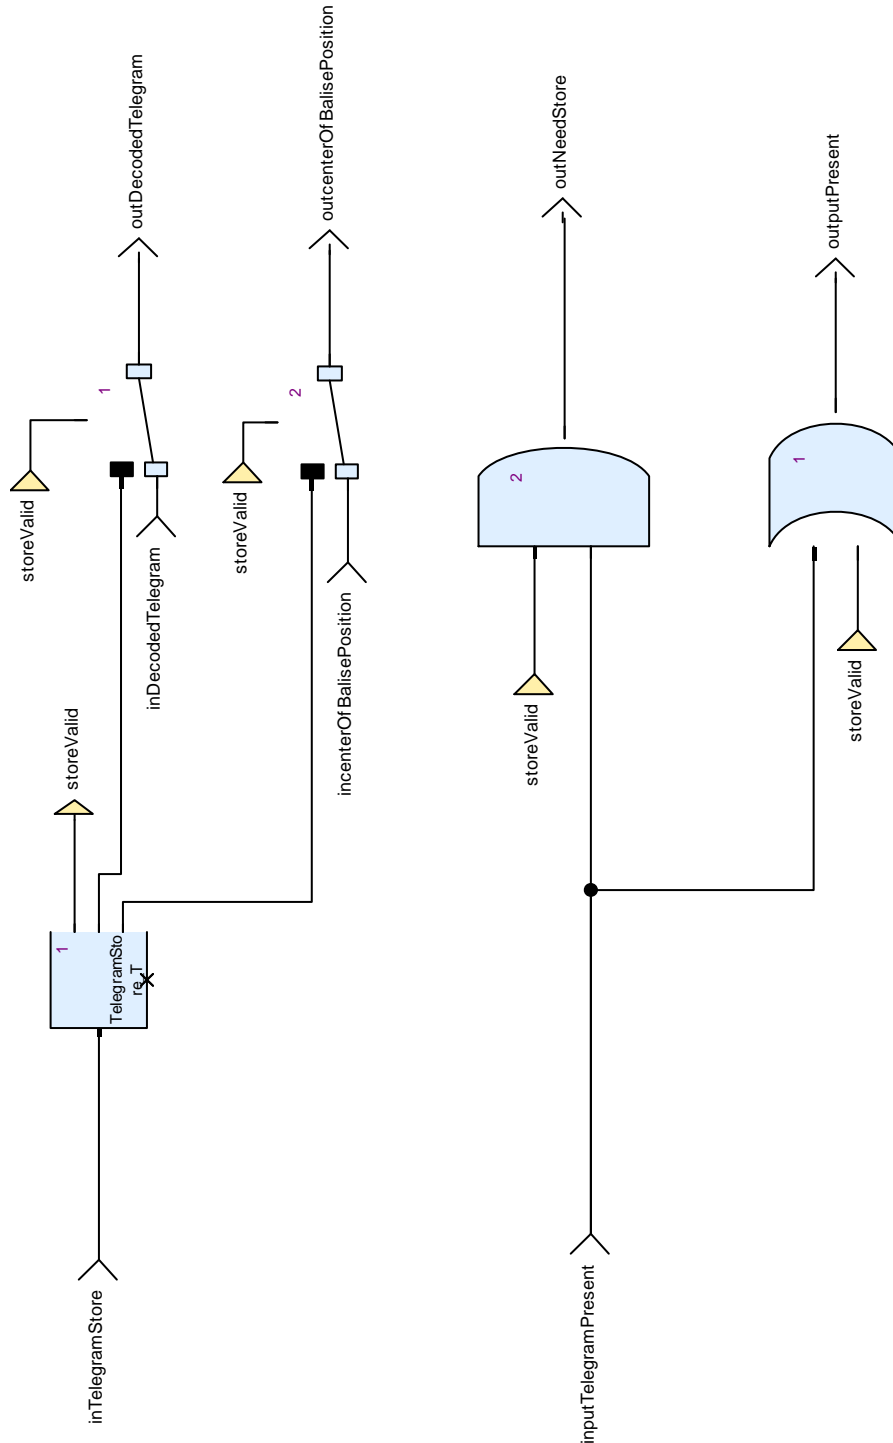 outDecodedTelegram
1
storeValid
inDecodedTelegram
storeValid
1
TelegramSto
re_T
inTelegramStore
outcenterOfBalisePosition
2
storeValid
incenterOfBalisePosition
outNeedStore
2
storeValid
inputTelegramPresent
outputPresent
1
storeValid